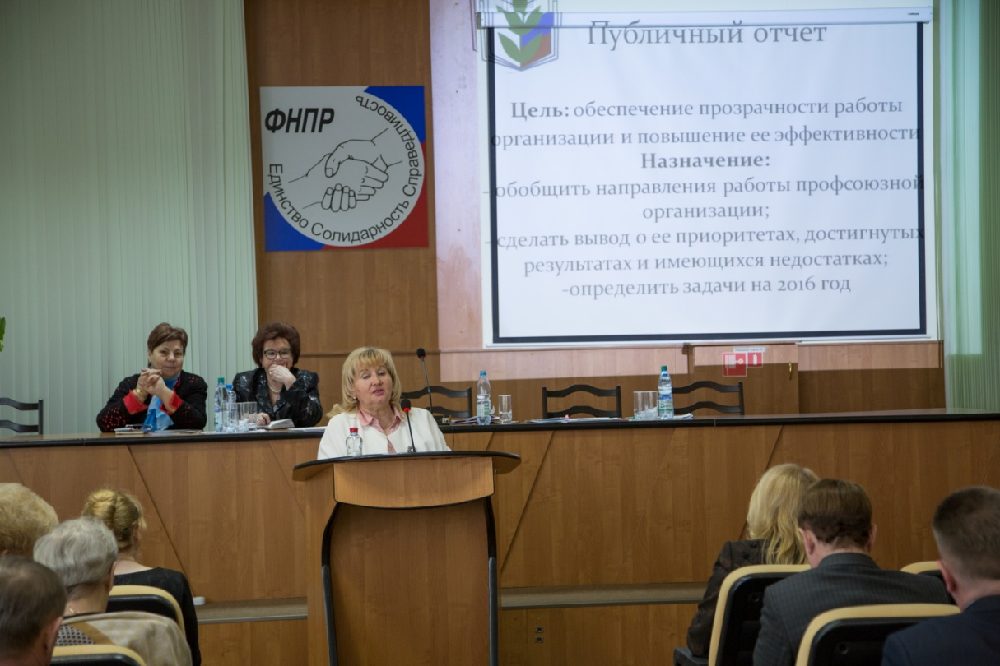 ФНПР
Единство Солидарность Справедливость
Публичный отчет
Цель: обеспечение прозрачности работы
организации и повышение ее эффективности
Назначение:
- обобщить направления работы профсоюзной
организации;
- сделать вывод о ее приоритетах, достигнутых
результатах и имеющихся недостатках;
-определить задачи на 2016 год